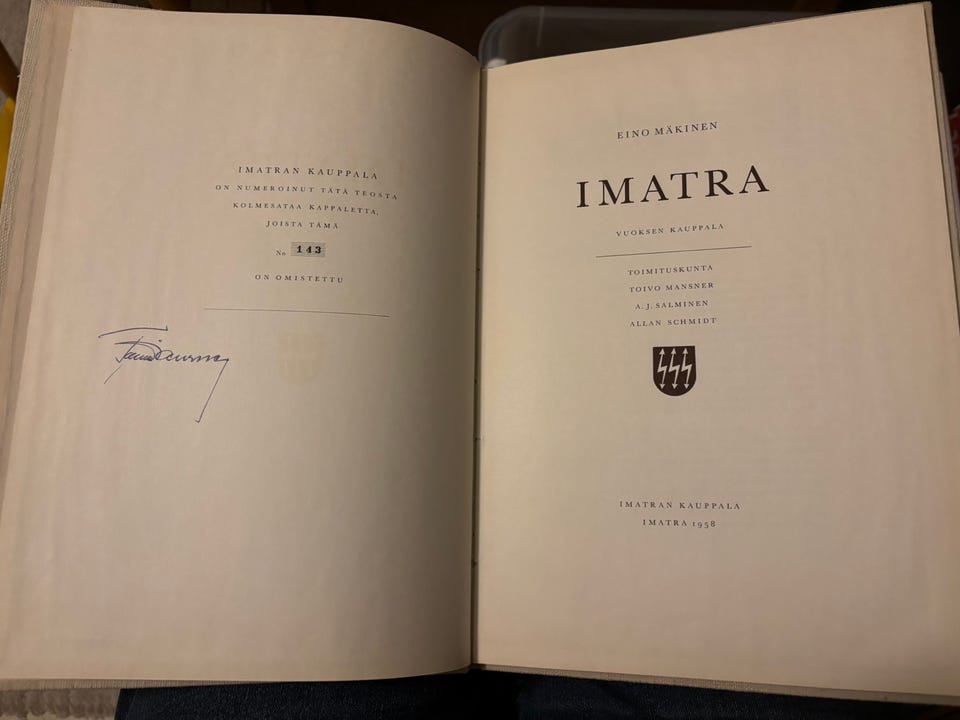 IMATRAN KAUPPALA
ON NUMEROINUT TÄTÄ TEOSTA
KOLMESATAA KAPPALETTA,
JOISTA TÄMÄ
No 143
ON OMISTETTU
EINO MÄKINEN
IMATRA
VUOKSEN KAUPPALA
TOIMITUSKUNTA
TOIVO MANSNER
A. J. SALMINEN
ALLAN SCHMIDT
IMATRAN KAUPPALA
IMATRA 1958